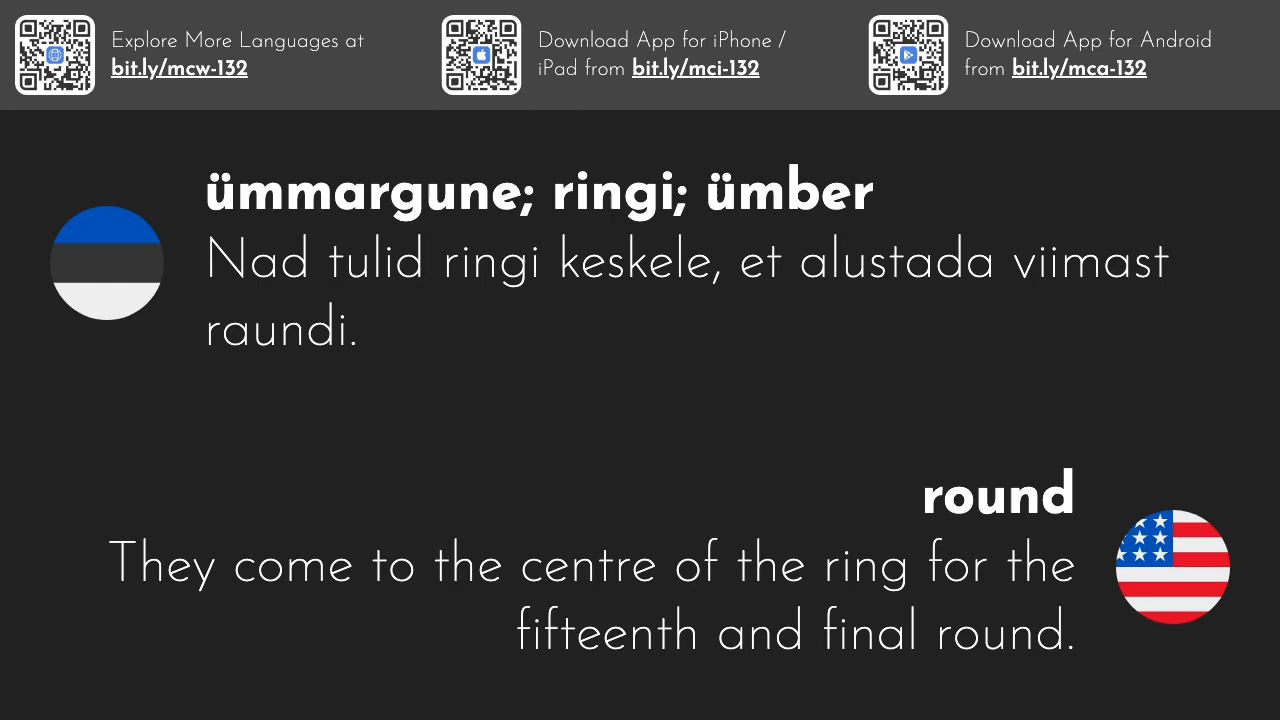 Explore More Languages at
bit.ly/mcw-132
Download App for iPhone /
iPad from bit.ly/mci-132
Download App for Android
from bit.ly/mca-132
ümmargune; ringi; ümber
Nad tulid ringi keskele, et alustada viimast
raundi.
round
They come to the centre of the ring for the
fifteenth and final round.